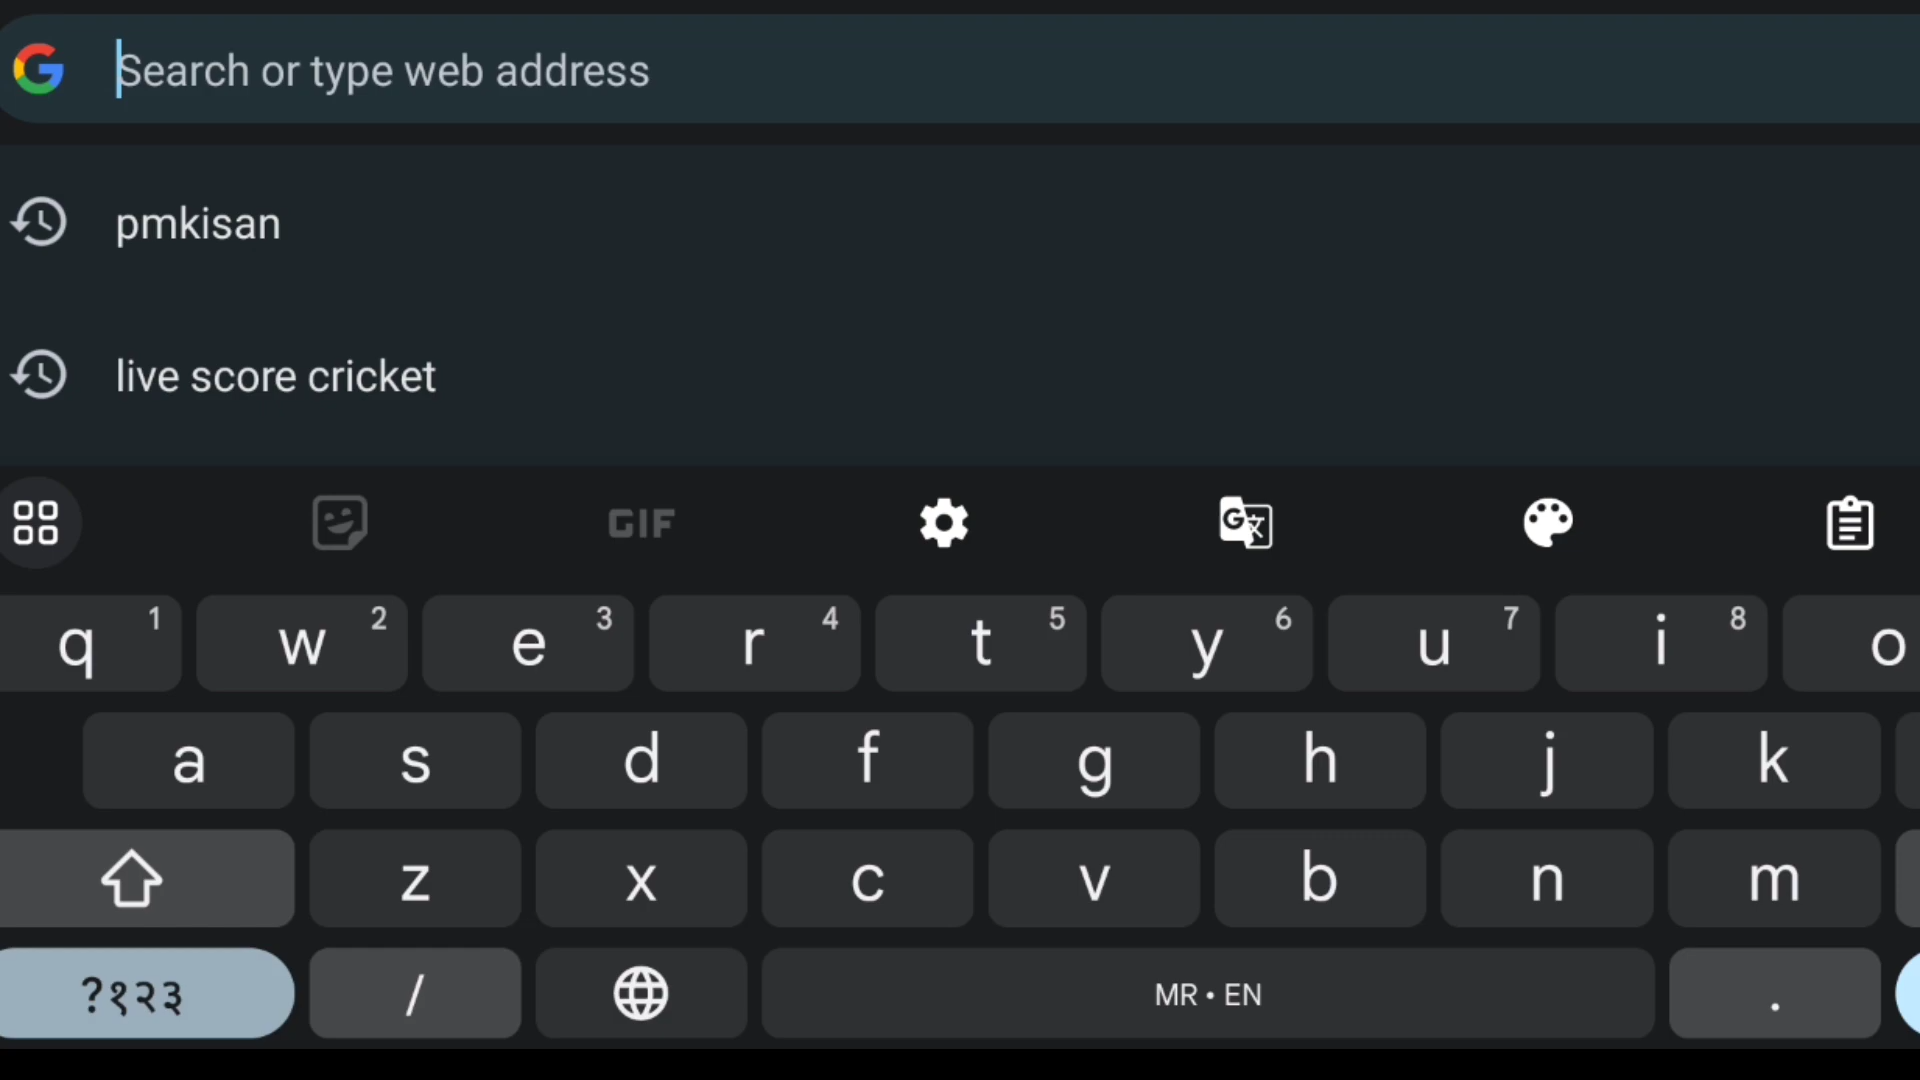 Search or type web address
pmkisan
live score cricket
GIF
q 1 w 2 e 3 r 4 t 5 y 6 u 7 i 8 o
a s d f g h j k
z x c v b n m
?१२३ / MR • EN .